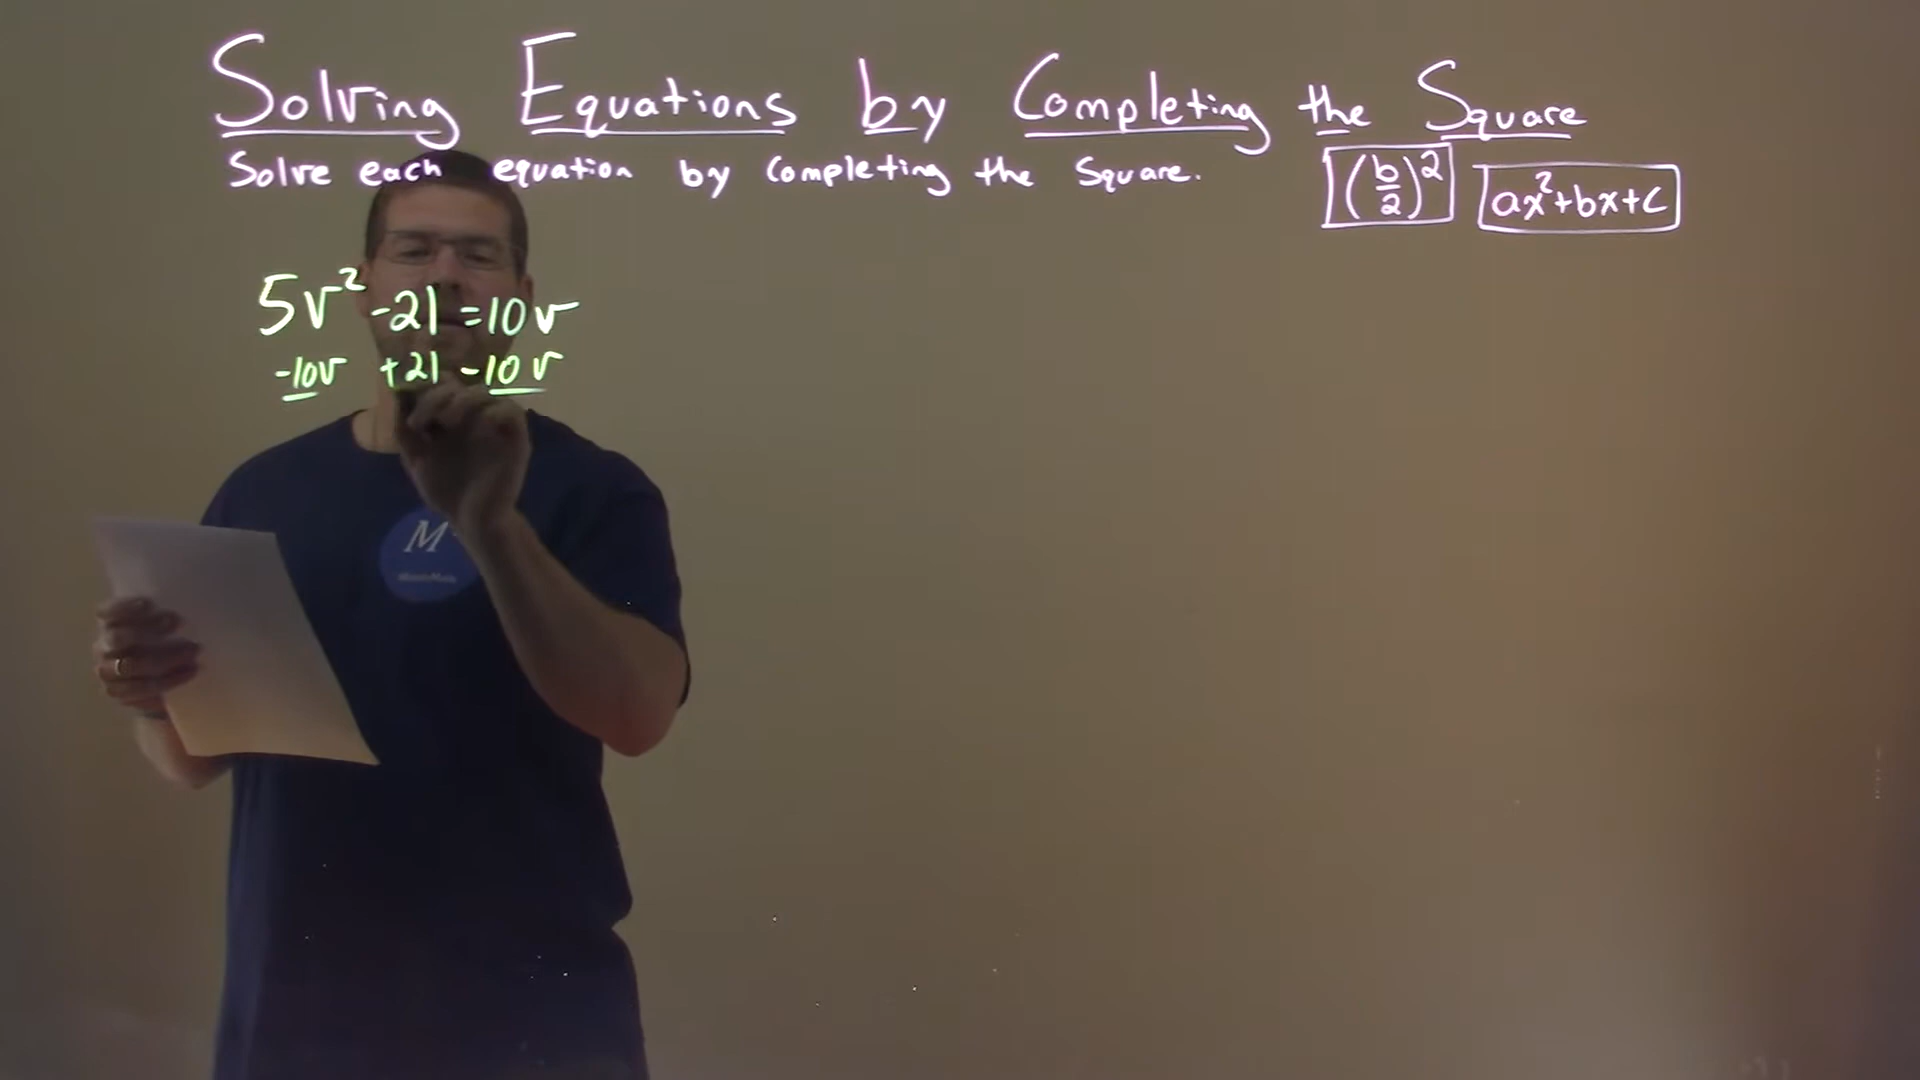 Solving Equations by Completing the Square
Solve each equation by Completing the Square.
(b/2)² ax²+bx+c
5v²-21=10v
-10v +21 -10v
M